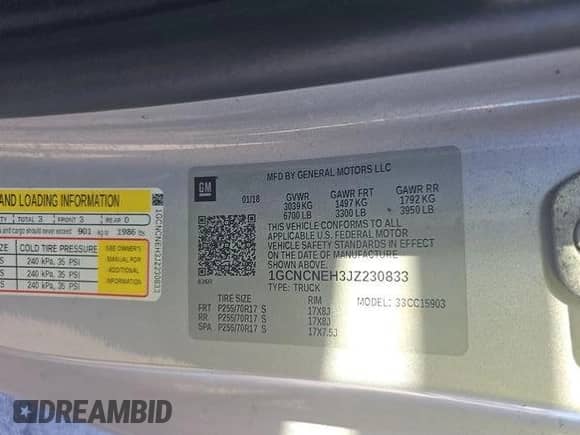 AND LOADING INFORMATION
TOTAL 3 FRONT 3 REAR 0
and cargo should never exceed 901 kg or 1986 lbs
COLD TIRE PRESSURE
240 kPa, 35 PSI
240 kPa, 35 PSI
240 kPa, 35 PSI
SEE OWNER'S
MANUAL FOR
ADDITIONAL
INFORMATION
1GCNCNEH3JZ230833
MFD BY GENERAL MOTORS LLC
GM
01/18
GVWR GAWR FRT GAWR RR
3039 KG 1497 KG 1792 KG
6700 LB 3300 LB 3950 LB
THIS VEHICLE CONFORMS TO ALL
APPLICABLE U.S. FEDERAL MOTOR
VEHICLE SAFETY STANDARDS IN EFFECT
ON THE DATE OF MANUFACTURE
SHOWN ABOVE.
1GCNCNEH3JZ230833
TYPE: TRUCK
MODEL: 33CC15903
TIRE SIZE RIM
FRT P255/70R17 S 17X8J
RR P255/70R17 S 17X8J
SPA P255/70R17 S 17X7.5J
DREAMBID